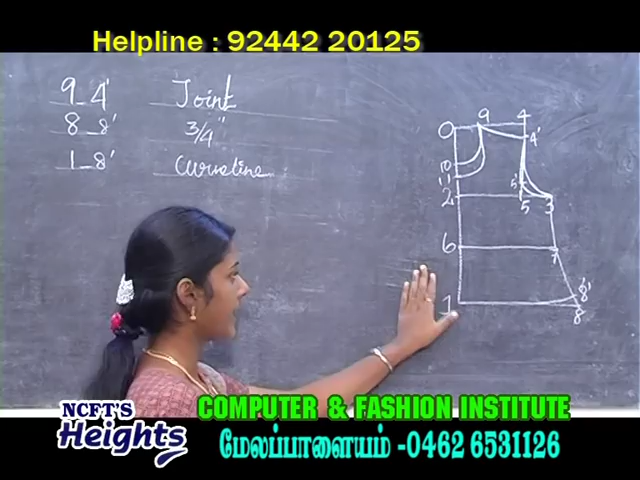 Helpline : 92442 20125
9_4' Joint
8_8' 3/4"
1_8' Curveline
0 9 4
4'
10
11
5'
2 5 3
6 7
8'
1 8
NCFT'S
Heights
COMPUTER & FASHION INSTITUTE
மேலப்பாளையம் -0462 6531126